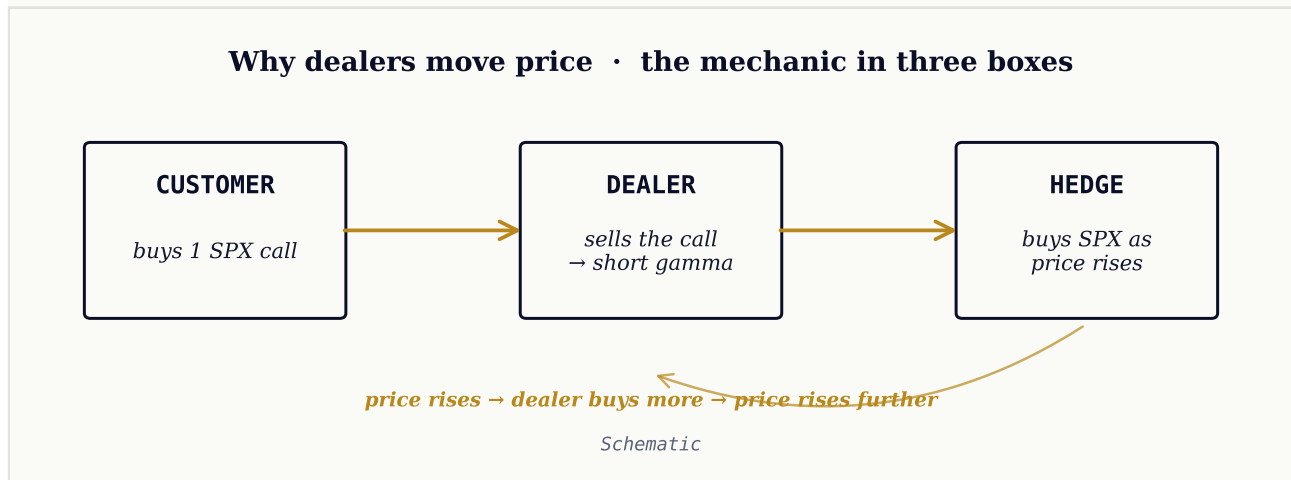 Why dealers move price · the mechanic in three boxes
CUSTOMER
buys 1 SPX call
DEALER
sells the call
→ short gamma
HEDGE
buys SPX as
price rises
price rises → dealer buys more → price rises further
Schematic